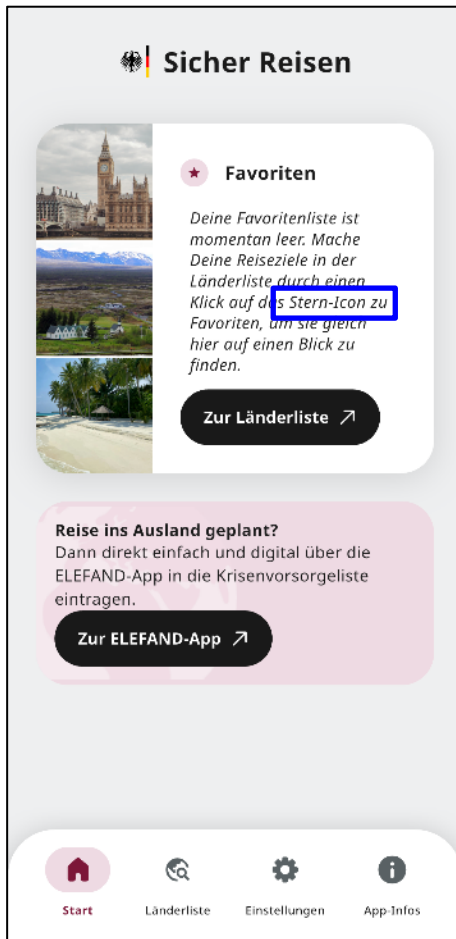 Sicher Reisen
Favoriten
Deine Favoritenliste ist
momentan leer. Mache
Deine Reiseziele in der
Länderliste durch einen
Klick auf das Stern-Icon zu
Favoriten, um sie gleich
hier auf einen Blick zu
finden.
Zur Länderliste
Reise ins Ausland geplant?
Dann direkt einfach und digital über die
ELEFAND-App in die Krisenvorsorgeliste
eintragen.
Zur ELEFAND-App
Start Länderliste Einstellungen App-Infos